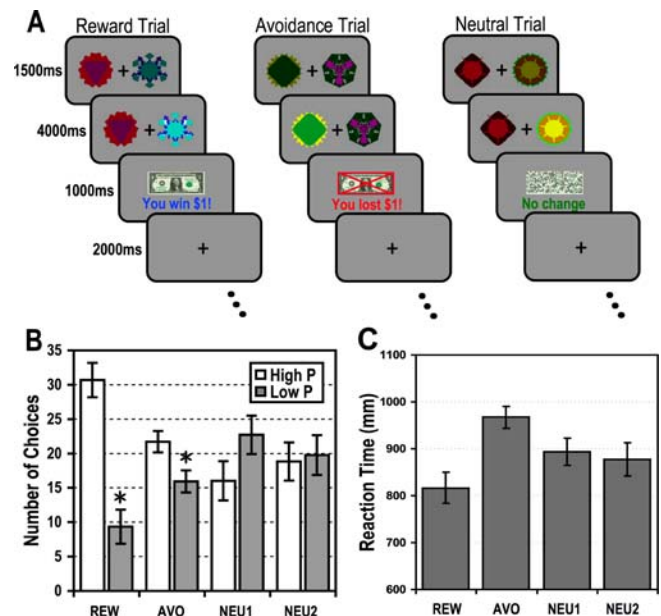 A
Reward Trial
Avoidance Trial
Neutral Trial
1500ms
4000ms
1000ms
You win $1!
You lost $1!
No change
2000ms
B
Number of Choices
35
30
25
20
15
10
5
0
High P
Low P
*
*
REW
AVO
NEU1
NEU2
C
Reaction Time (mm)
1100
1000
900
800
700
600
REW
AVO
NEU1
NEU2